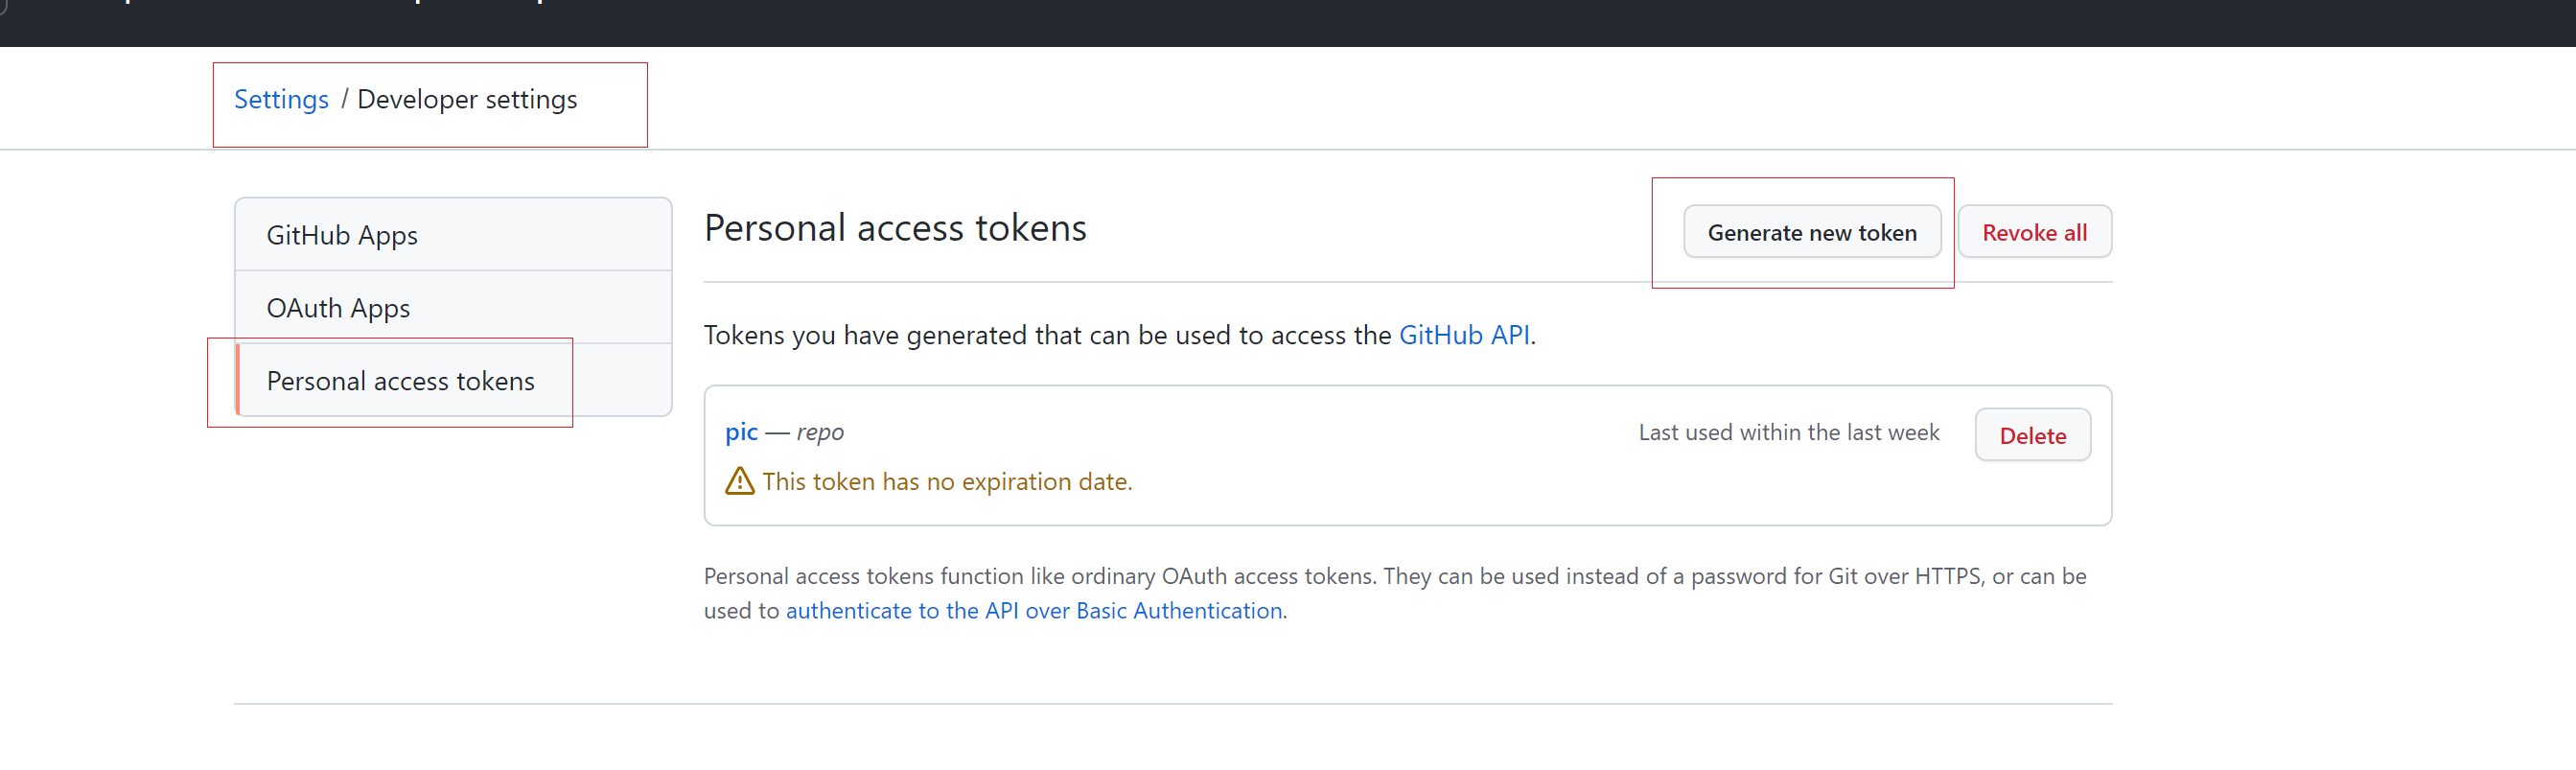 Settings / Developer settings
GitHub Apps
OAuth Apps
Personal access tokens
Personal access tokens
Generate new token
Revoke all
Tokens you have generated that can be used to access the GitHub API.
pic — repo
Last used within the last week
Delete
This token has no expiration date.
Personal access tokens function like ordinary OAuth access tokens. They can be used instead of a password for Git over HTTPS, or can be
used to authenticate to the API over Basic Authentication.